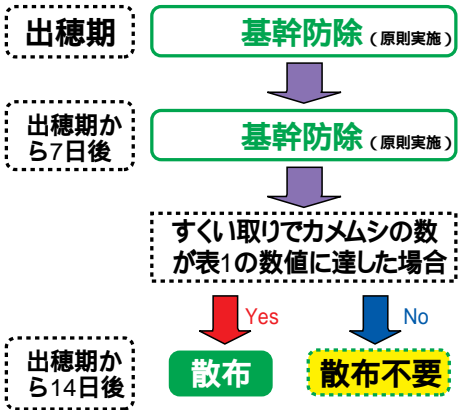 出穂期
基幹防除（原則実施）
出穂期か
ら7日後
基幹防除（原則実施）
すくい取りでカメムシの数
が表1の数値に達した場合
Yes
No
出穂期か
ら14日後
散布
散布不要